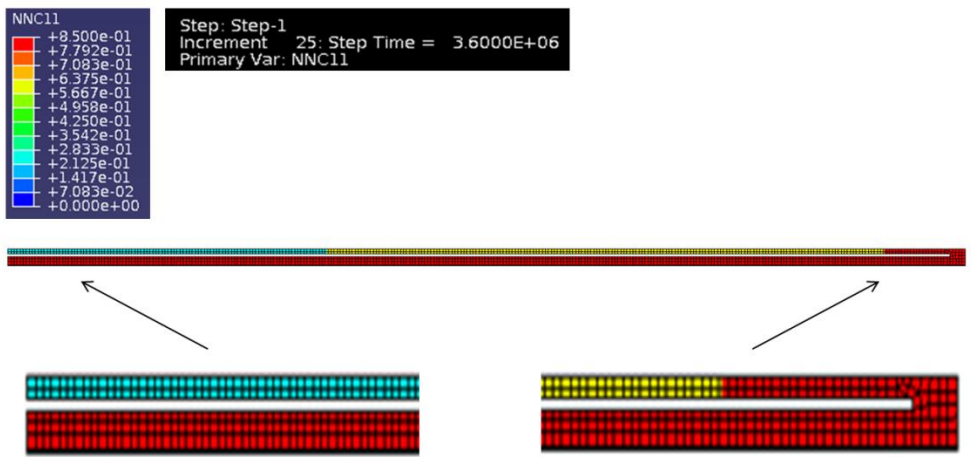 NNC11
+8.500e-01
+7.792e-01
+7.083e-01
+6.375e-01
+5.667e-01
+4.958e-01
+4.250e-01
+3.542e-01
+2.833e-01
+2.125e-01
+1.417e-01
+7.083e-02
+0.000e+00
Step: Step-1
Increment 25: Step Time = 3.6000E+06
Primary Var: NNC11